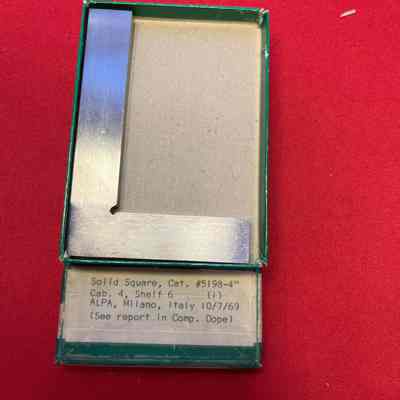 Solid Square, Cat. #5198-4"
Cab. 4, Shelf 6 (1)
ALPA, Milano, Italy 10/7/69
(See report in Comp. Dope)